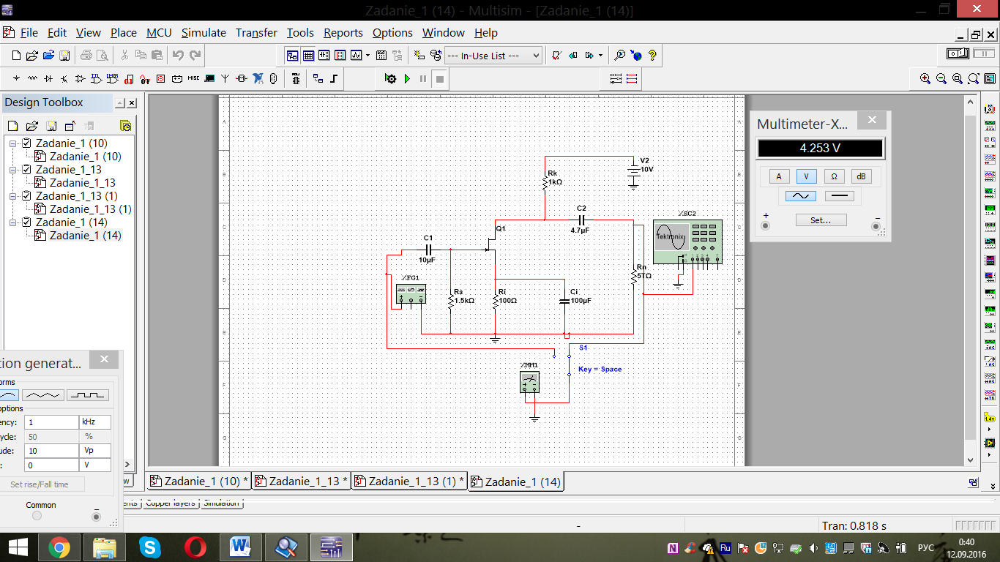 Zadanie_1 (14) - Multisim - [Zadanie_1 (14)]
File Edit View Place MCU Simulate Transfer Tools Reports Options Window Help
--- In-Use List ---
MISC
Design Toolbox
Zadanie_1 (10)
Zadanie_1 (10)
Zadanie_1_13
Zadanie_1_13
Zadanie_1_13 (1)
Zadanie_1_13 (1)
Zadanie_1 (14)
Zadanie_1 (14)
Multimeter-X...
4.253 V
A V Ω dB
Set...
+ −
V2
10V
Rk
1kΩ
C2
4.7µF
XSC2
Tektronix
Q1
C1
10µF
Rn
5TΩ
XFG1
Rs
1.5kΩ
Ri
100Ω
Ci
100µF
S1
Key = Space
XMM1
tion generat...
orms
options
ency: 1 kHz
ycle: 50 %
ude: 10 Vp
: 0 V
Set rise/Fall time
Common
−
Zadanie_1 (10) *
Zadanie_1_13 *
Zadanie_1_13 (1) *
Zadanie_1 (14)
ents Copper layers Simulation
-
Tran: 0.818 s
Ru
РУС
0:40
12.09.2016